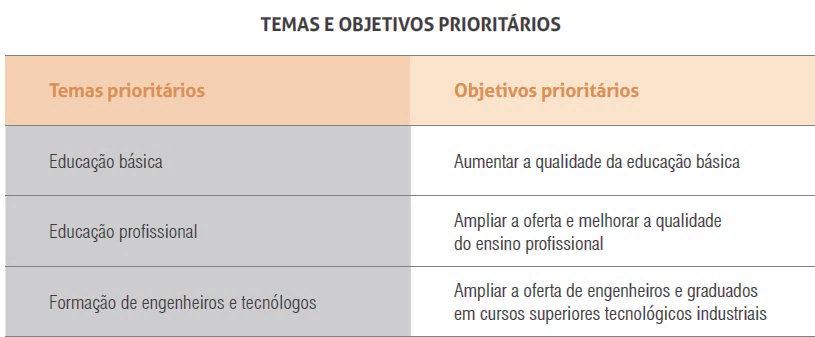 TEMAS E OBJETIVOS PRIORITÁRIOS
Temas prioritários
Objetivos prioritários
Educação básica
Aumentar a qualidade da educação básica
Educação profissional
Ampliar a oferta e melhorar a qualidade
do ensino profissional
Formação de engenheiros e tecnólogos
Ampliar a oferta de engenheiros e graduados
em cursos superiores tecnológicos industriais